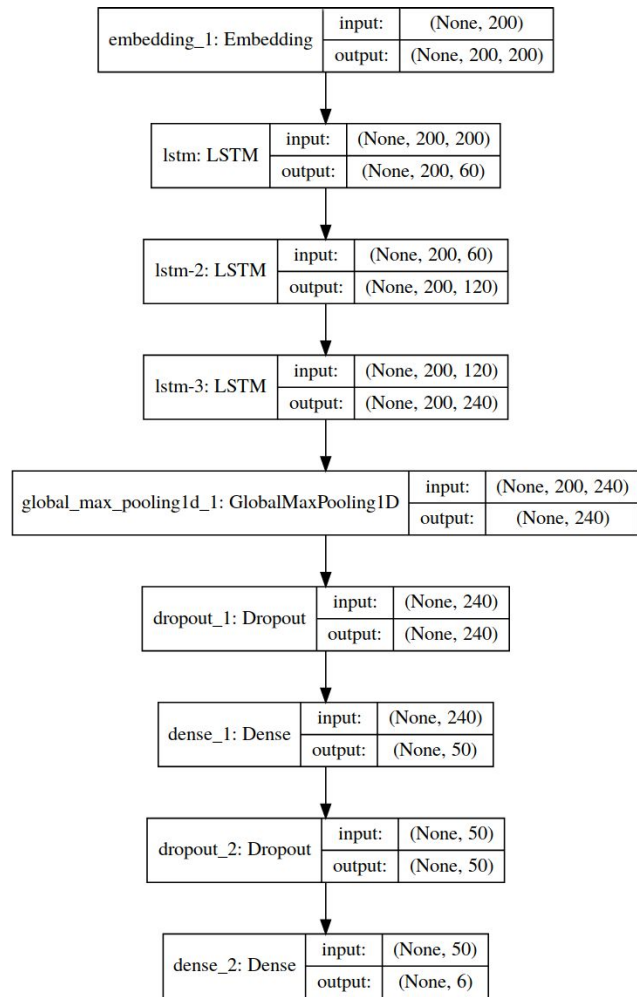 embedding_1: Embedding
input: (None, 200)
output: (None, 200, 200)
lstm: LSTM
input: (None, 200, 200)
output: (None, 200, 60)
lstm-2: LSTM
input: (None, 200, 60)
output: (None, 200, 120)
lstm-3: LSTM
input: (None, 200, 120)
output: (None, 200, 240)
global_max_pooling1d_1: GlobalMaxPooling1D
input: (None, 200, 240)
output: (None, 240)
dropout_1: Dropout
input: (None, 240)
output: (None, 240)
dense_1: Dense
input: (None, 240)
output: (None, 50)
dropout_2: Dropout
input: (None, 50)
output: (None, 50)
dense_2: Dense
input: (None, 50)
output: (None, 6)